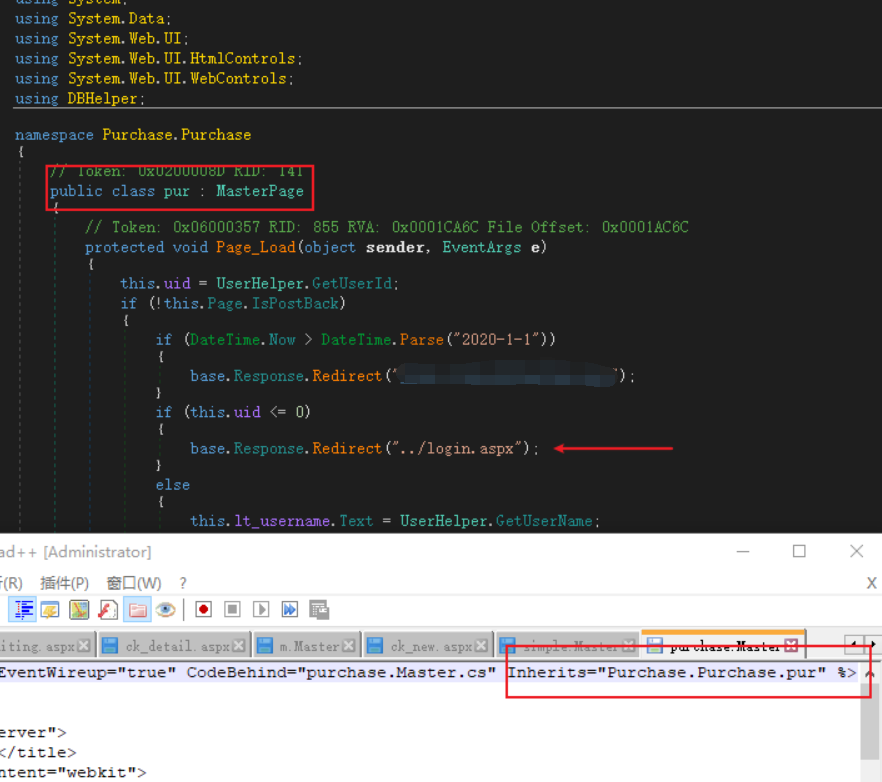 using System;
using System.Data;
using System.Web.UI;
using System.Web.UI.HtmlControls;
using System.Web.UI.WebControls;
using DBHelper;
namespace Purchase.Purchase
{
// Token: 0x0200008D RID: 141
public class pur : MasterPage
{
// Token: 0x06000357 RID: 855 RVA: 0x0001CA6C File Offset: 0x0001AC6C
protected void Page_Load(object sender, EventArgs e)
{
this.uid = UserHelper.GetUserId;
if (!this.Page.IsPostBack)
{
if (DateTime.Now > DateTime.Parse("2020-1-1"))
{
base.Response.Redirect(" ");
}
if (this.uid <= 0)
{
base.Response.Redirect("../login.aspx");
}
else
{
this.lt_username.Text = UserHelper.GetUserName;
ad++ [Administrator]
(R) 插件(P) 窗口(W) ? X
iting.aspx ck_detail.aspx m.Master ck_new.aspx simple.Master purchase.Master
EventWireup="true" CodeBehind="purchase.Master.cs" Inherits="Purchase.Purchase.pur" %>
erver">
</title>
ntent="webkit">